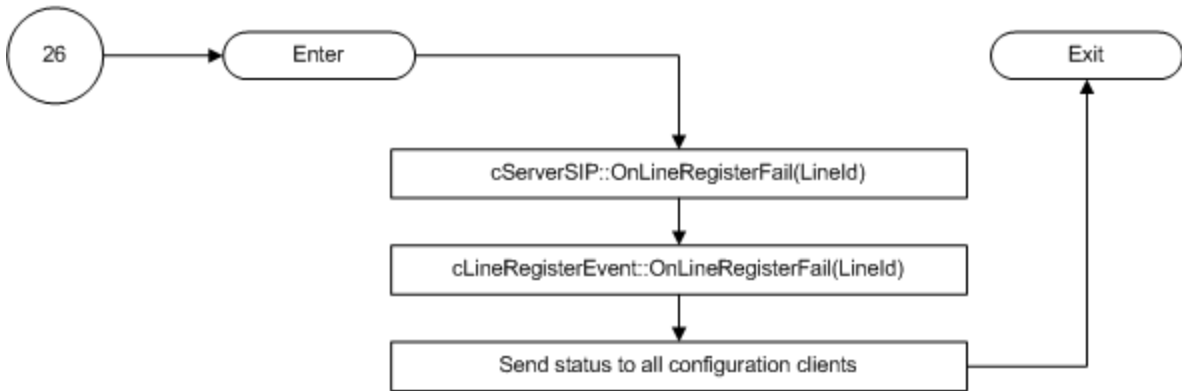 26
Enter
Exit
cServerSIP::OnLineRegisterFail(LineId)
cLineRegisterEvent::OnLineRegisterFail(LineId)
Send status to all configuration clients